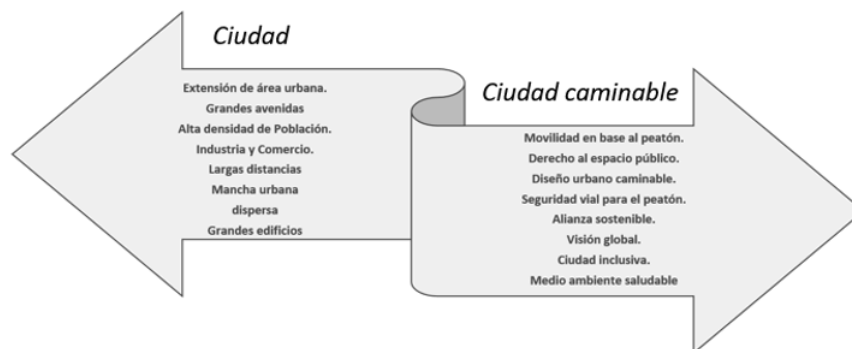 Ciudad
Extensión de área urbana.
Grandes avenidas
Alta densidad de Población.
Industria y Comercio.
Largas distancias
Mancha urbana
dispersa
Grandes edificios
Ciudad caminable
Movilidad en base al peatón.
Derecho al espacio público.
Diseño urbano caminable.
Seguridad vial para el peatón.
Alianza sostenible.
Visión global.
Ciudad inclusiva.
Medio ambiente saludable